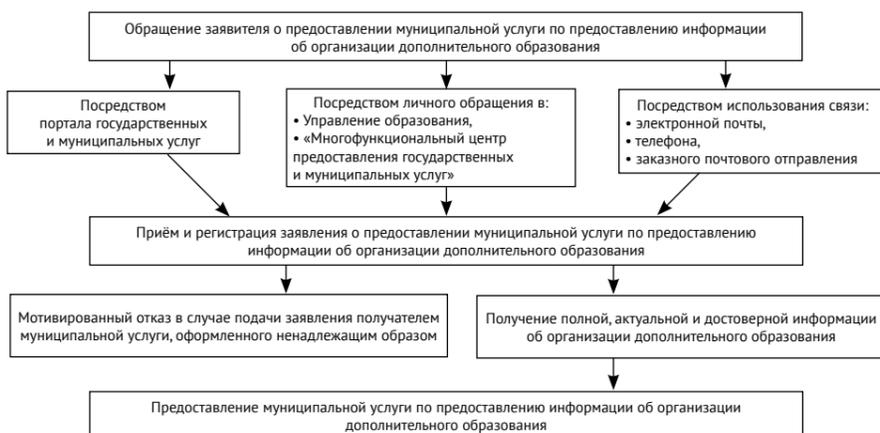 Обращение заявителя о предоставлении муниципальной услуги по предоставлению информации
об организации дополнительного образования
Посредством
портала государственных
и муниципальных услуг
Посредством личного обращения в:
• Управление образования,
• «Многофункциональный центр
предоставления государственных
и муниципальных услуг»
Посредством использования связи:
• электронной почты,
• телефона,
• заказного почтового отправления
Приём и регистрация заявления о предоставлении муниципальной услуги по предоставлению
информации об организации дополнительного образования
Мотивированный отказ в случае подачи заявления получателем
муниципальной услуги, оформленного ненадлежащим образом
Получение полной, актуальной и достоверной информации
об организации дополнительного образования
Предоставление муниципальной услуги по предоставлению информации об организации
дополнительного образования